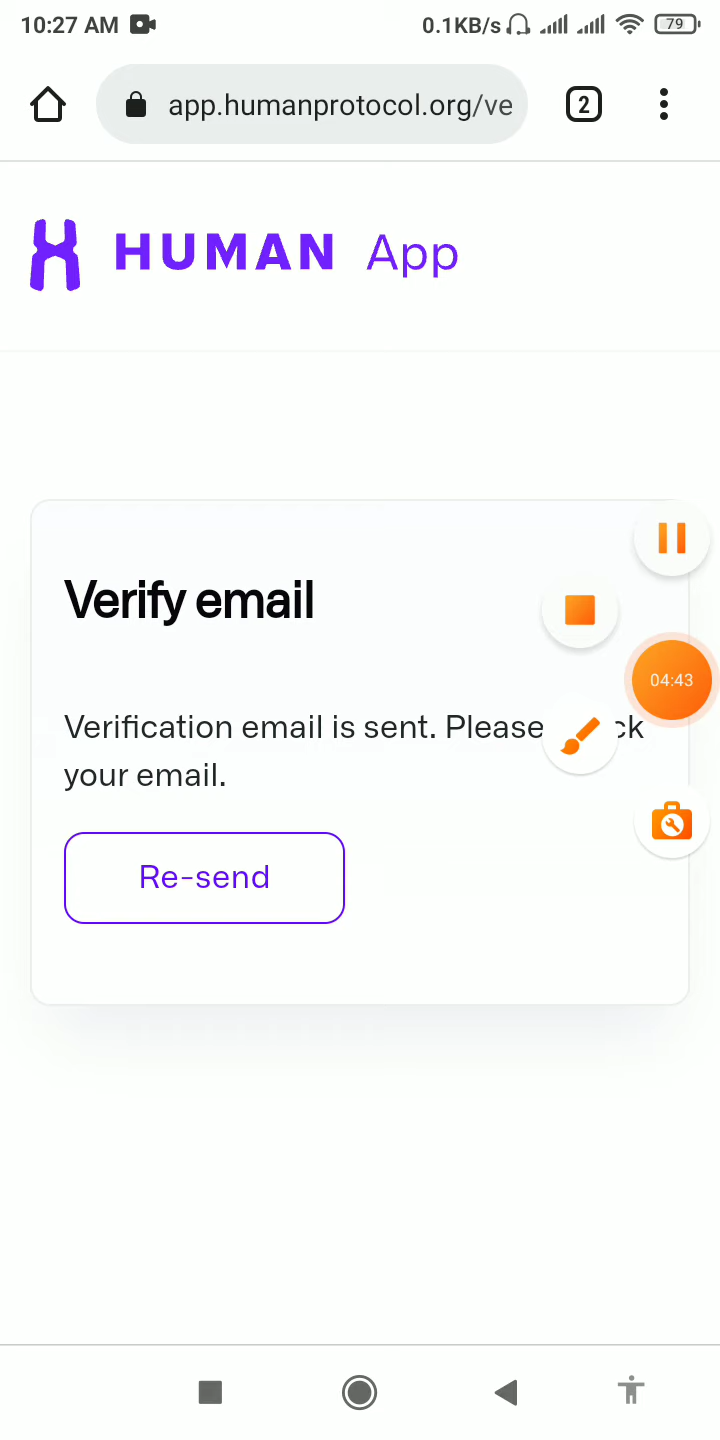 10:27 AM 0.1KB/s 79
app.humanprotocol.org/ve 2
HUMAN App
Verify email
04:43
Verification email is sent. Please ck
your email.
Re-send